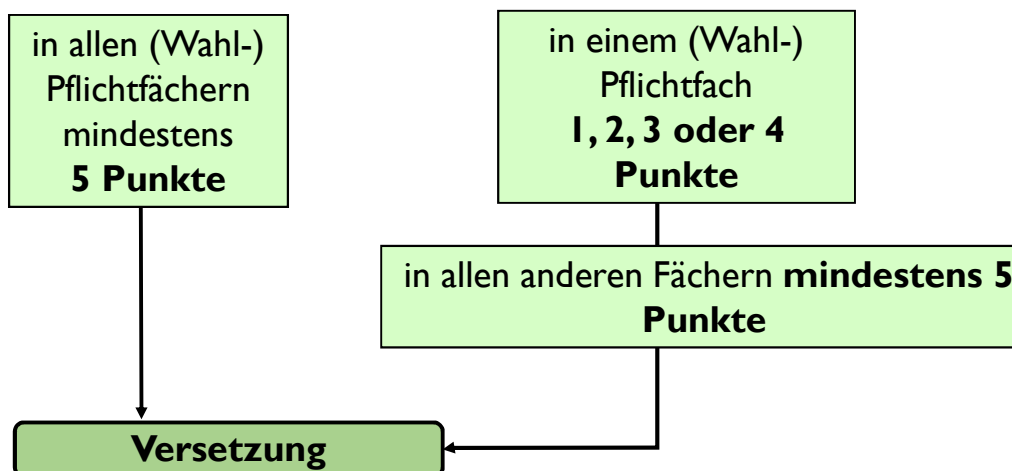 in allen (Wahl-)
Pflichtfächern
mindestens
5 Punkte
in einem (Wahl-)
Pflichtfach
1, 2, 3 oder 4
Punkte
in allen anderen Fächern mindestens 5
Punkte
Versetzung